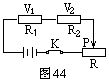 V₁ V₂
R₁ R₂
K P
R
图44